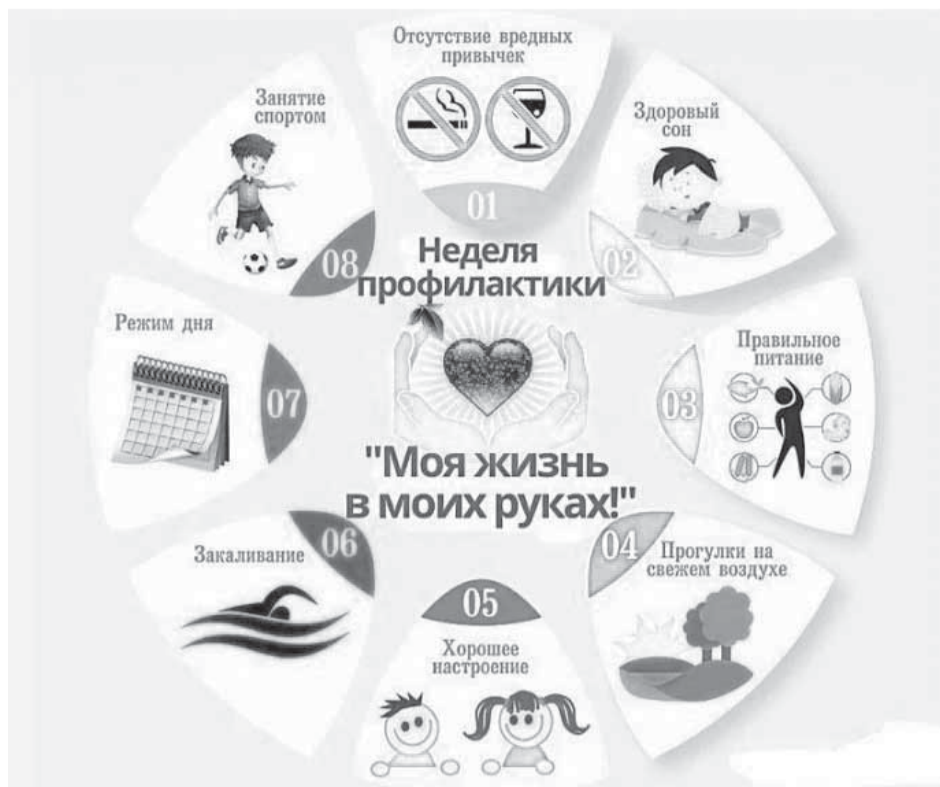 Отсутствие вредных
привычек
01
Здоровый
сон
02
Правильное
питание
03
Прогулки на
свежем воздухе
04
Хорошее
настроение
05
Закаливание
06
Режим дня
07
Занятие
спортом
08
Неделя
профилактики
"Моя жизнь
в моих руках!"